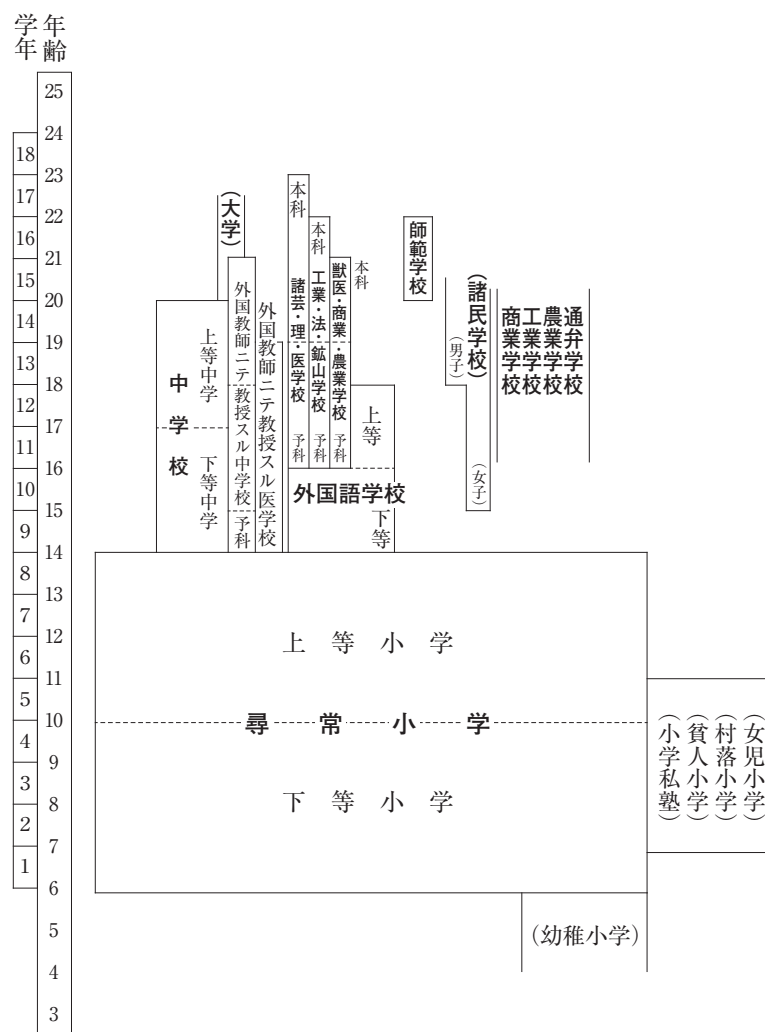 学年
年齢
25
24
23
22
21
20
19
18
17
16
15
14
13
12
11
10
9
8
7
6
5
4
3
18
17
16
15
14
13
12
11
10
9
8
7
6
5
4
3
2
1
中学校
上等中学
下等中学
(大学)
外国教師ニテ教授スル中学校
予科
外国教師ニテ教授スル医学校
本科
諸芸・理・医学校
予科
本科
工業・法・鉱山学校
予科
本科
獣医・商業・農業学校
予科
上等
外国語学校
下等
師範学校
(諸民学校)
(男子)
(女子)
通弁学校
農業学校
工業学校
商業学校
上等小学
尋常小学
下等小学
(女児小学)
(村落小学)
(貧人小学)
(小学私塾)
(幼稚小学)